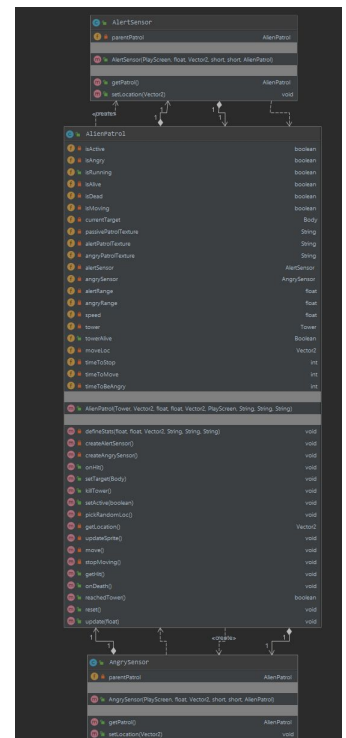 AlertSensor
parentPatrol AlienPatrol
AlertSensor(PlayScreen, float, Vector2, short, short, AlienPatrol)
getPatrol() AlienPatrol
setLocation(Vector2) void
«create»
1
1
1
1
AlienPatrol
isActive boolean
isAngry boolean
isRunning boolean
isAlive boolean
isDead boolean
isMoving boolean
currentTarget Body
passivePatrolTexture String
alertPatrolTexture String
angryPatrolTexture String
alertSensor AlertSensor
angrySensor AngrySensor
alertRange float
angryRange float
speed float
tower Tower
towerAlive Boolean
moveLoc Vector2
timeToStop int
timeToMove int
timeToBeAngry int
AlienPatrol(Tower, Vector2, float, float, Vector2, PlayScreen, String, String, String)
defineStats(float, float, Vector2, String, String, String) void
createAlertSensor() void
createAngrySensor() void
onHit() void
setTarget(Body) void
killTower() void
setActive(boolean) void
pickRandomLoc() void
getLocation() Vector2
updateSprite() void
move() void
stopMoving() void
getHit() void
onDeath() void
reachedTower() boolean
reset() void
update(float) void
1
1
«create»
1
1
AngrySensor
parentPatrol AlienPatrol
AngrySensor(PlayScreen, float, Vector2, short, short, AlienPatrol)
getPatrol() AlienPatrol
setLocation(Vector2) void